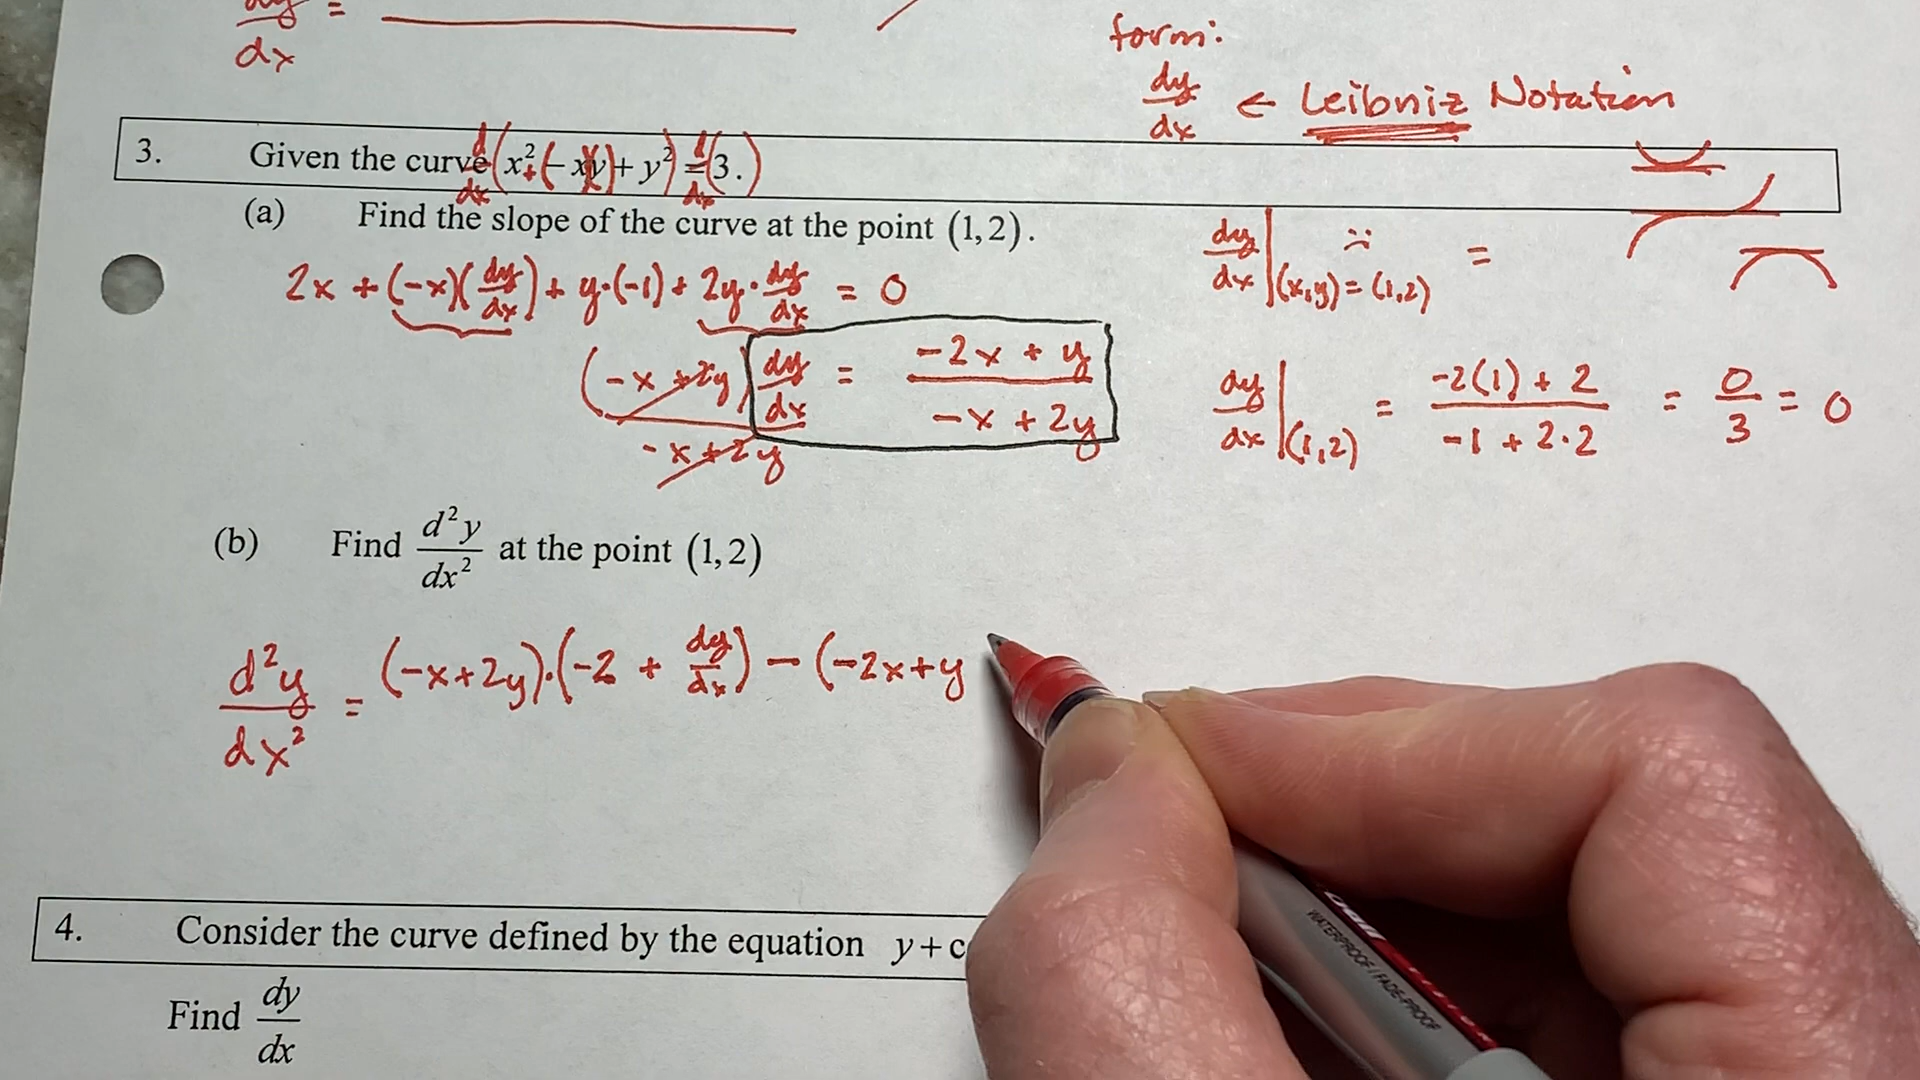 dy/dx = form:
dy/dx ← Leibniz Notation
3. Given the curve d/dx(x² + (-x)(y) + y²) = d/dx(3.)
(a) Find the slope of the curve at the point (1,2).
2x + (-x)(dy/dx) + y·(-1) + 2y·dy/dx = 0
dy/dx|(x,y)=(1,2) =
(-x+2y) dy/dx / -x+2y = -2x+y / -x+2y
dy/dx|(1,2) = -2(1)+2 / -1+2·2 = 0/3 = 0
(b) Find d²y/dx² at the point (1,2)
d²y/dx² = (-x+2y)·(-2 + dy/dx) - (-2x+y
4. Consider the curve defined by the equation y+c
Find dy/dx
WATERPROOF / FADE-PROOF